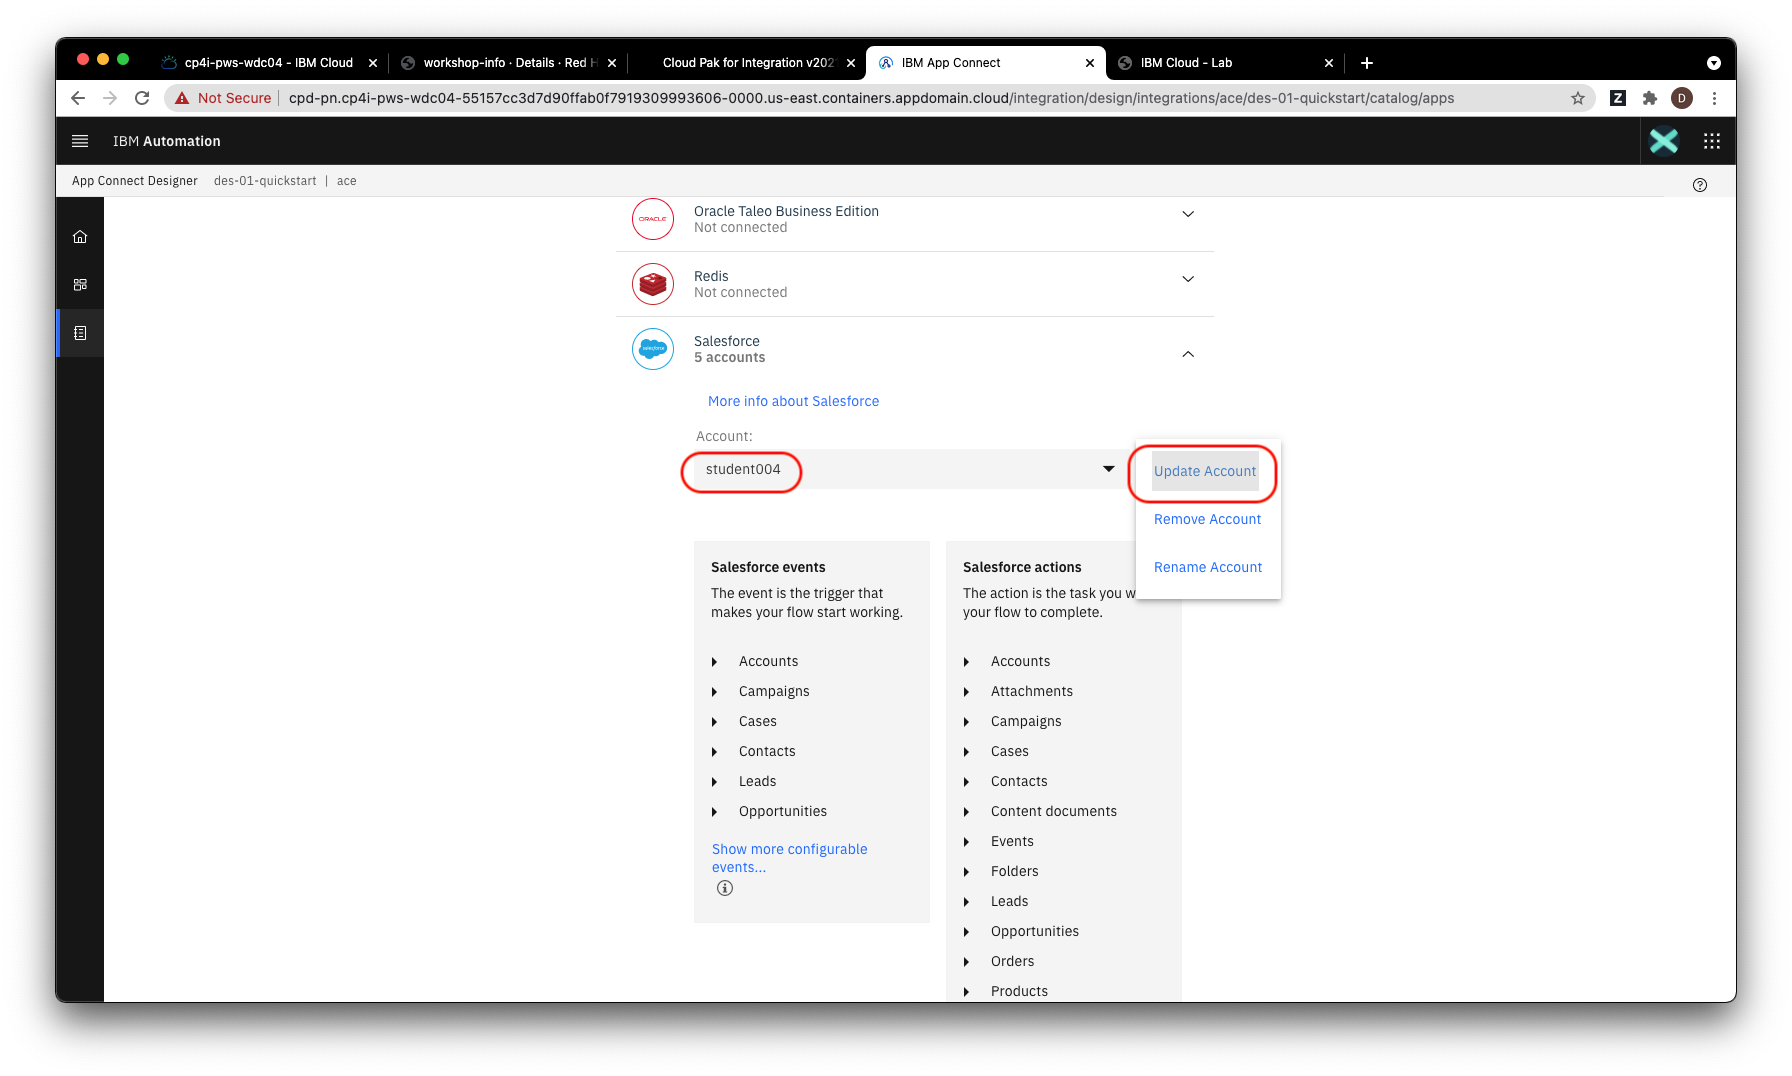 cp4i-pws-wdc04 - IBM Cloud
workshop-info · Details · Red H
Cloud Pak for Integration v202
IBM App Connect
IBM Cloud - Lab
Not Secure
cpd-pn.cp4i-pws-wdc04-55157cc3d7d90ffab0f7919309993606-0000.us-east.containers.appdomain.cloud/integration/design/integrations/ace/des-01-quickstart/catalog/apps
Z
D
IBM Automation
App Connect Designer des-01-quickstart | ace
ORACLE
Oracle Taleo Business Edition
Not connected
Redis
Not connected
salesforce
Salesforce
5 accounts
More info about Salesforce
Account:
student004
Update Account
Remove Account
Rename Account
Salesforce events
The event is the trigger that
makes your flow start working.
Accounts
Campaigns
Cases
Contacts
Leads
Opportunities
Show more configurable
events...
Salesforce actions
The action is the task you w
your flow to complete.
Accounts
Attachments
Campaigns
Cases
Contacts
Content documents
Events
Folders
Leads
Opportunities
Orders
Products